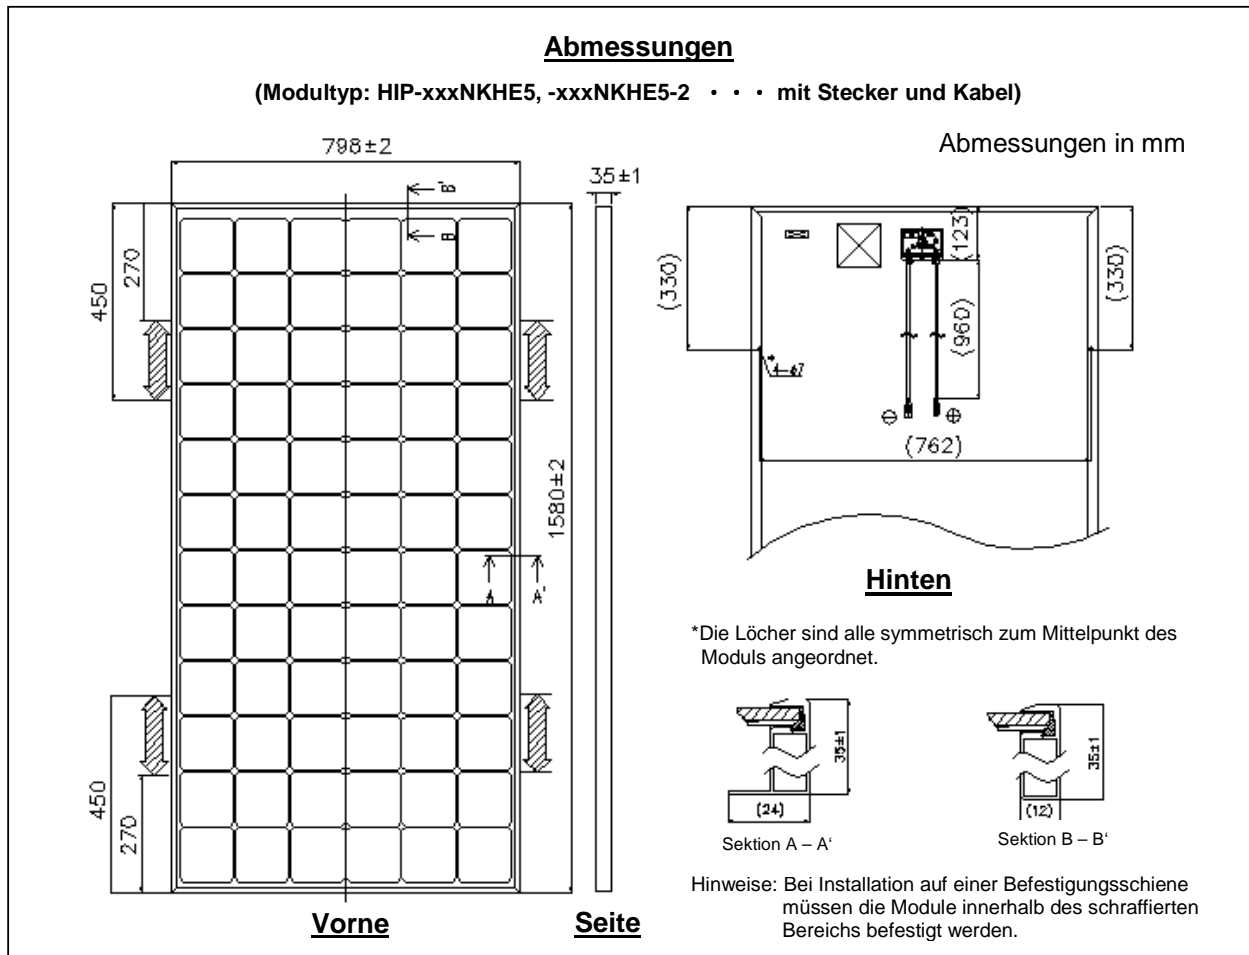 Abmessungen
(Modultyp: HIP-xxxNKHE5, -xxxNKHE5-2 · · · mit Stecker und Kabel)
Abmessungen in mm
798±2
35±1
B'
B
270
450
1580±2
A
A'
450
270
Vorne
Seite
(330)
(123)
(960)
(330)
⊖
⊕
(762)
Hinten
*Die Löcher sind alle symmetrisch zum Mittelpunkt des
Moduls angeordnet.
35±1
(24)
Sektion A – A‘
35±1
(12)
Sektion B – B‘
Hinweise: Bei Installation auf einer Befestigungsschiene
müssen die Module innerhalb des schraffierten
Bereichs befestigt werden.